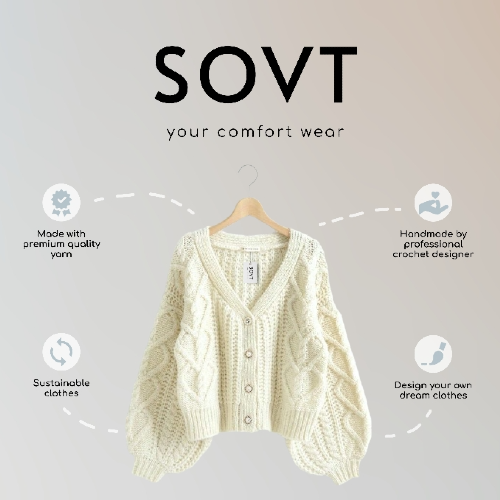 SOVT
your comfort wear
Made with
premium quality
yarn
Handmade by
professional
crochet designer
SOVT
Sustainable
clothes
Design your own
dream clothes